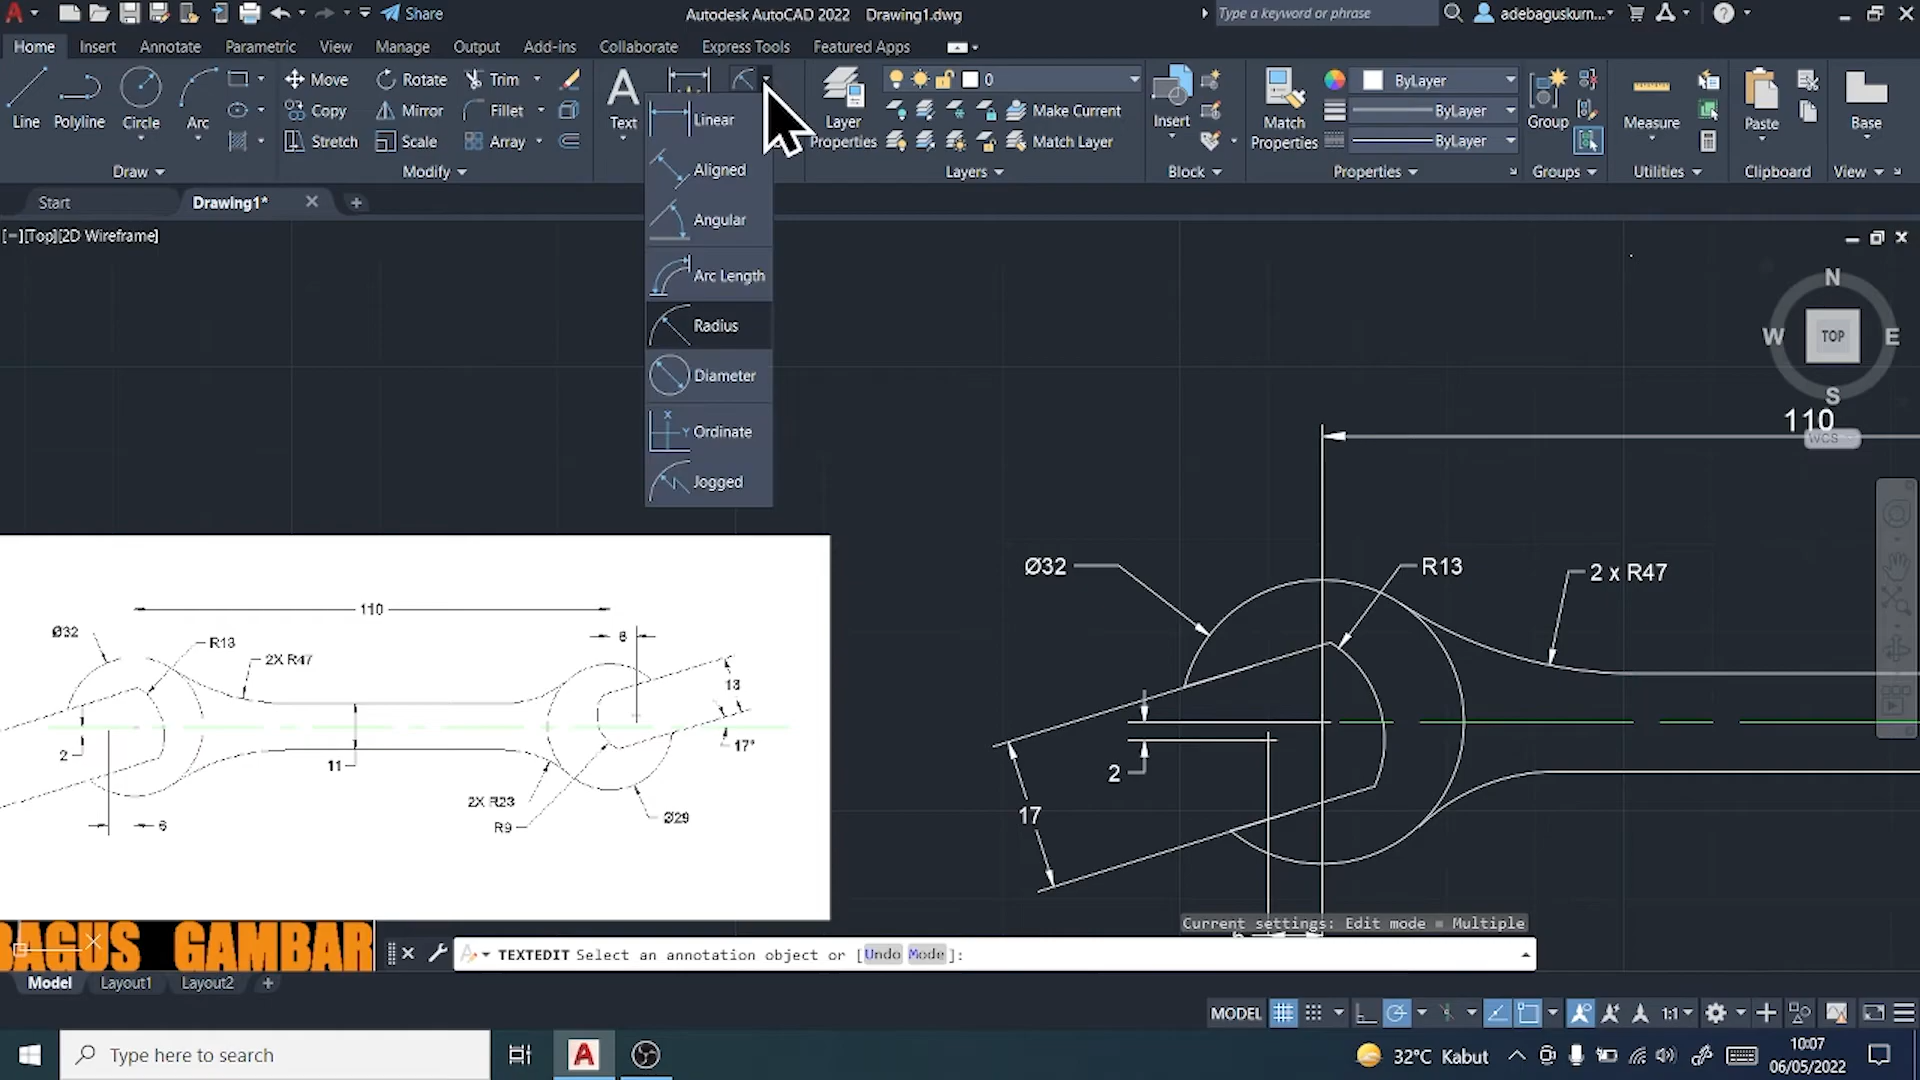 Share
Autodesk AutoCAD 2022 Drawing1.dwg
Type a keyword or phrase
adebaguskurn...
Home Insert Annotate Parametric View Manage Output Add-ins Collaborate Express Tools Featured Apps
Line Polyline Circle Arc
Move Rotate Trim
Copy Mirror Fillet
Stretch Scale Array
Text
Layer
Properties
0
Make Current
Match Layer
Insert
Match
Properties
ByLayer
ByLayer
ByLayer
Group
Measure
Paste
Base
Draw Modify Layers Block Properties Groups Utilities Clipboard View
Linear
Aligned
Angular
Arc Length
Radius
Diameter
Ordinate
Jogged
Start Drawing1*
[−][Top][2D Wireframe]
N
W TOP E
S
WCS
110
Ø32 R13 2 x R47
2
17
110
Ø32 R13 2X R47
6
13
17°
2
11
6
2X R23
R9
Ø29
BAGUS GAMBAR
Current settings: Edit mode = Multiple
TEXTEDIT Select an annotation object or [Undo Mode]:
Model Layout1 Layout2
MODEL 1:1
Type here to search
32°C Kabut
10:07
06/05/2022